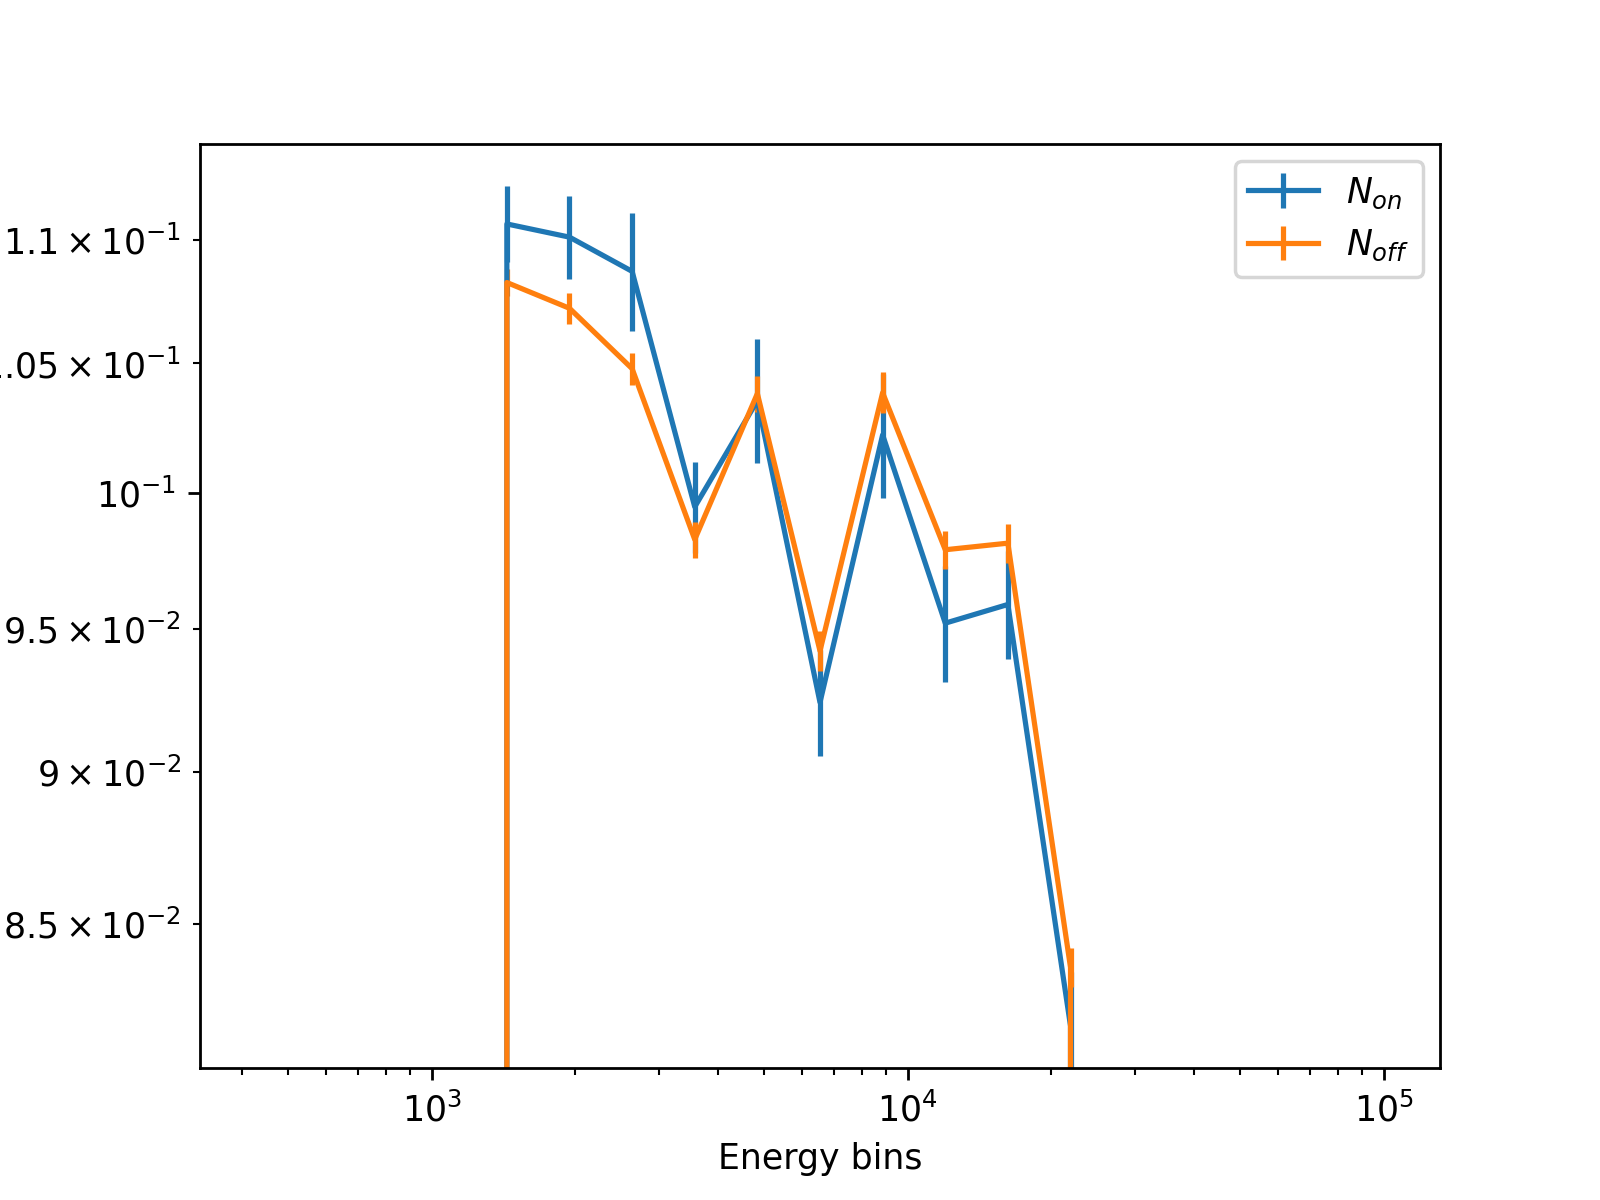 N_on
N_off
1.1 × 10⁻¹
.05 × 10⁻¹
10⁻¹
9.5 × 10⁻²
9 × 10⁻²
8.5 × 10⁻²
10³ 10⁴ 10⁵
Energy bins